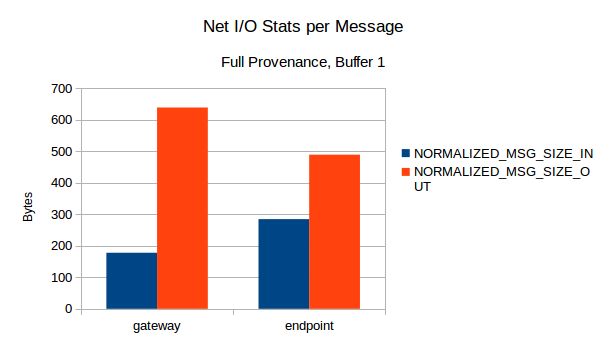 Net I/O Stats per Message
Full Provenance, Buffer 1
700
600
500
400
300
200
100
0
Bytes
gateway
endpoint
NORMALIZED_MSG_SIZE_IN
NORMALIZED_MSG_SIZE_O
UT